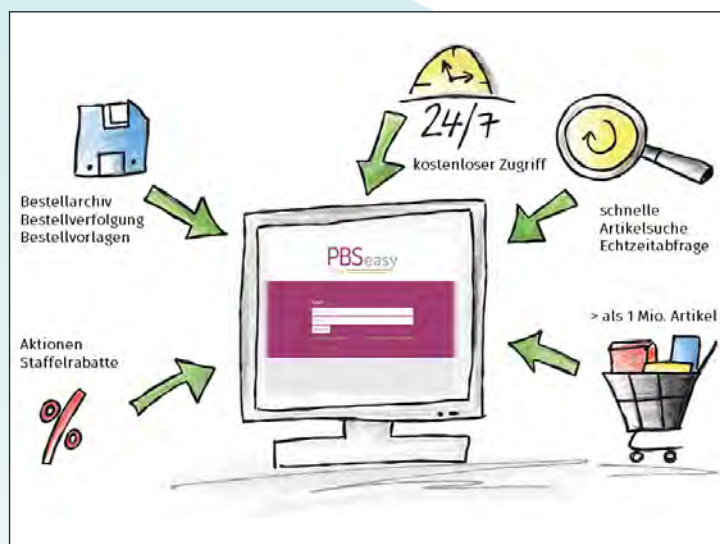 24/7
kostenloser Zugriff
Bestellarchiv
Bestellverfolgung
Bestellvorlagen
schnelle
Artikelsuche
Echtzeitabfrage
PBSeasy
> als 1 Mio. Artikel
Aktionen
Staffelrabatte
%